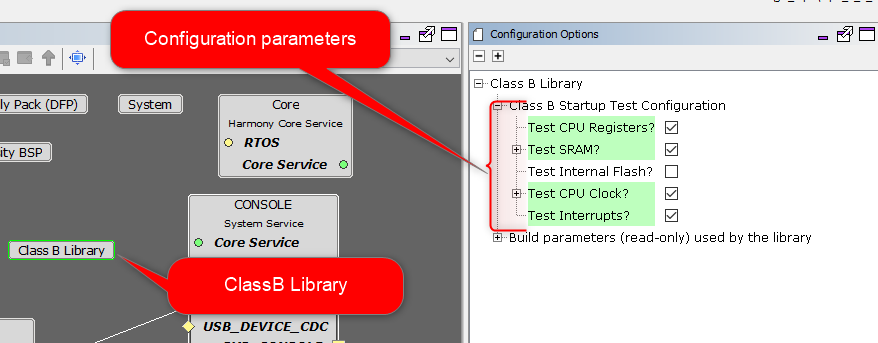 Configuration parameters
Configuration Options
ly Pack (DFP)
System
Core
Harmony Core Service
RTOS
Core Service
ity BSP
CONSOLE
System Service
Core Service
Class B Library
ClassB Library
USB_DEVICE_CDC
Class B Library
Class B Startup Test Configuration
Test CPU Registers?
Test SRAM?
Test Internal Flash?
Test CPU Clock?
Test Interrupts?
Build parameters (read-only) used by the library